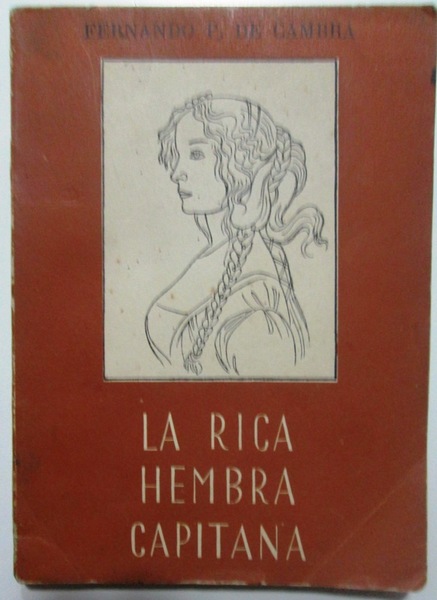 FERNANDO P. DE CAMBRA
LA RICA
HEMBRA
CAPITANA